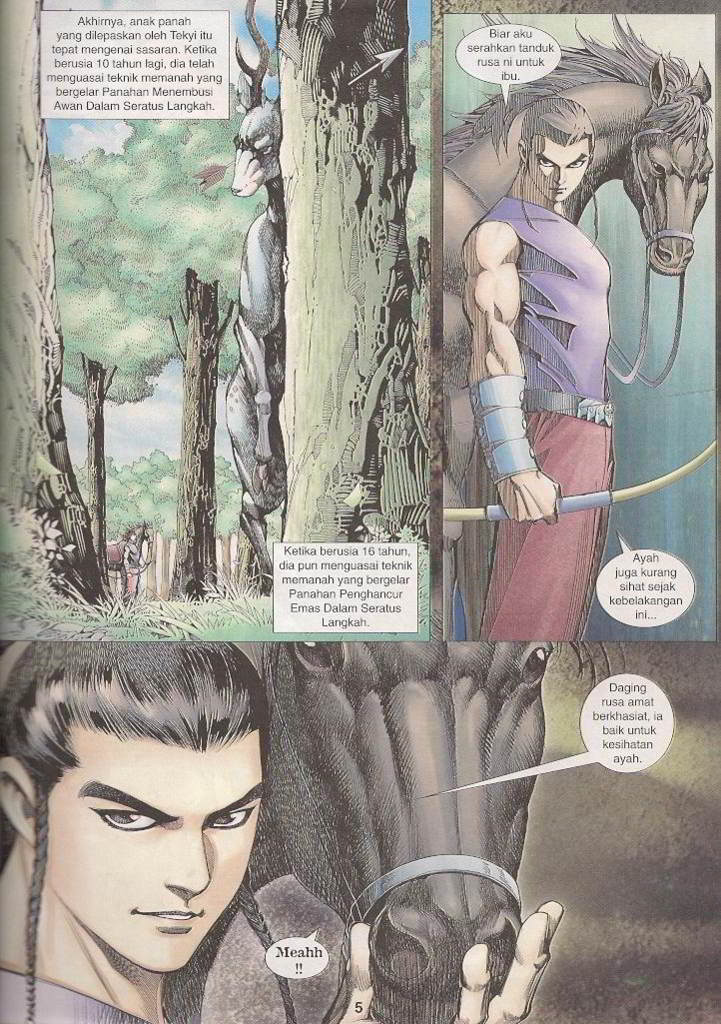 Akhirnya, anak panah
yang dilepaskan oleh Tekyi itu
tepat mengenai sasaran. Ketika
berusia 10 tahun lagi, dia telah
menguasai teknik memanah yang
bergelar Panahan Menembusi
Awan Dalam Seratus Langkah.
Ketika berusia 16 tahun,
dia pun menguasai teknik
memanah yang bergelar
Panahan Penghancur
Emas Dalam Seratus
Langkah.
Biar aku
serahkan tanduk
rusa ni untuk
ibu.
Ayah
juga kurang
sihat sejak
kebelakangan
ini...
Daging
rusa amat
berkhasiat, ia
baik untuk
kesihatan
ayah.
Meahh
!!
5